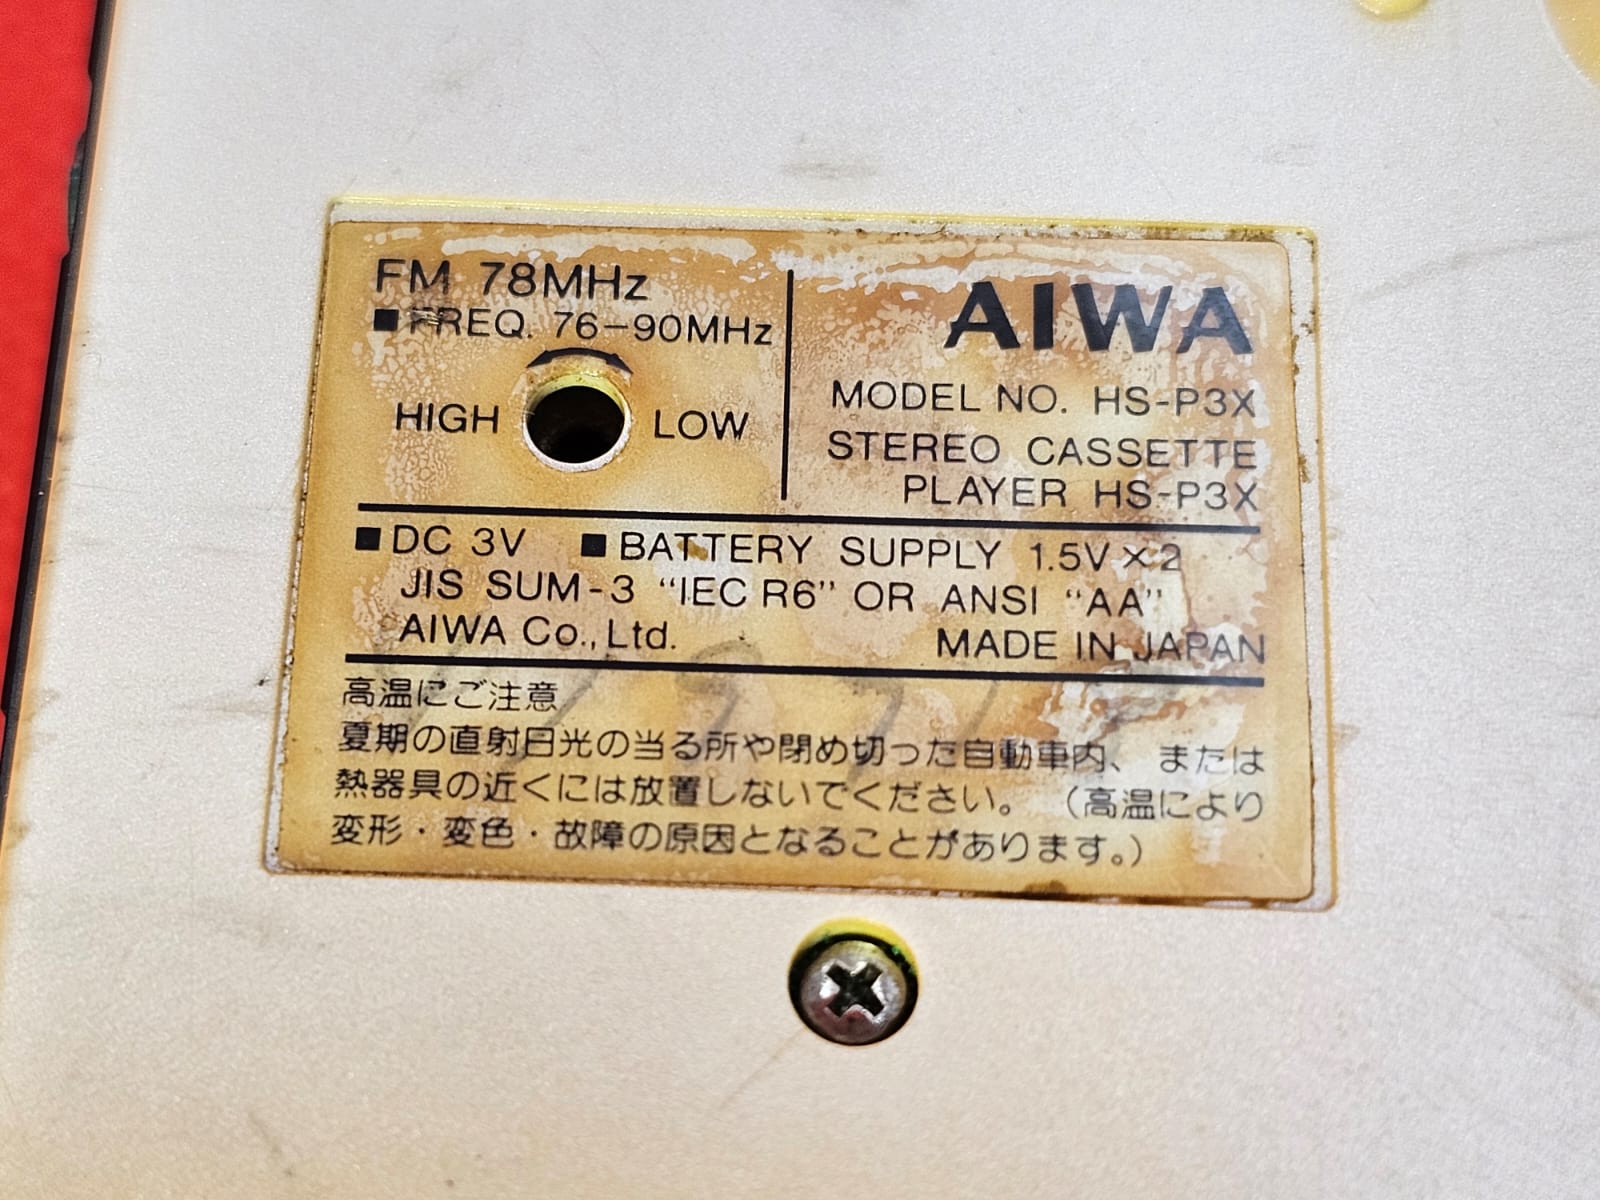 FM 78MHz
■FREQ. 76–90MHz
HIGH LOW
AIWA
MODEL NO. HS-P3X
STEREO CASSETTE
PLAYER HS-P3X
■DC 3V ■BATTERY SUPPLY 1.5V×2
JIS SUM-3 “IEC R6” OR ANSI “AA”
AIWA Co., Ltd. MADE IN JAPAN
高温にご注意
夏期の直射日光の当る所や閉め切った自動車内、または
熱器具の近くには放置しないでください。（高温により
変形・変色・故障の原因となることがあります。）